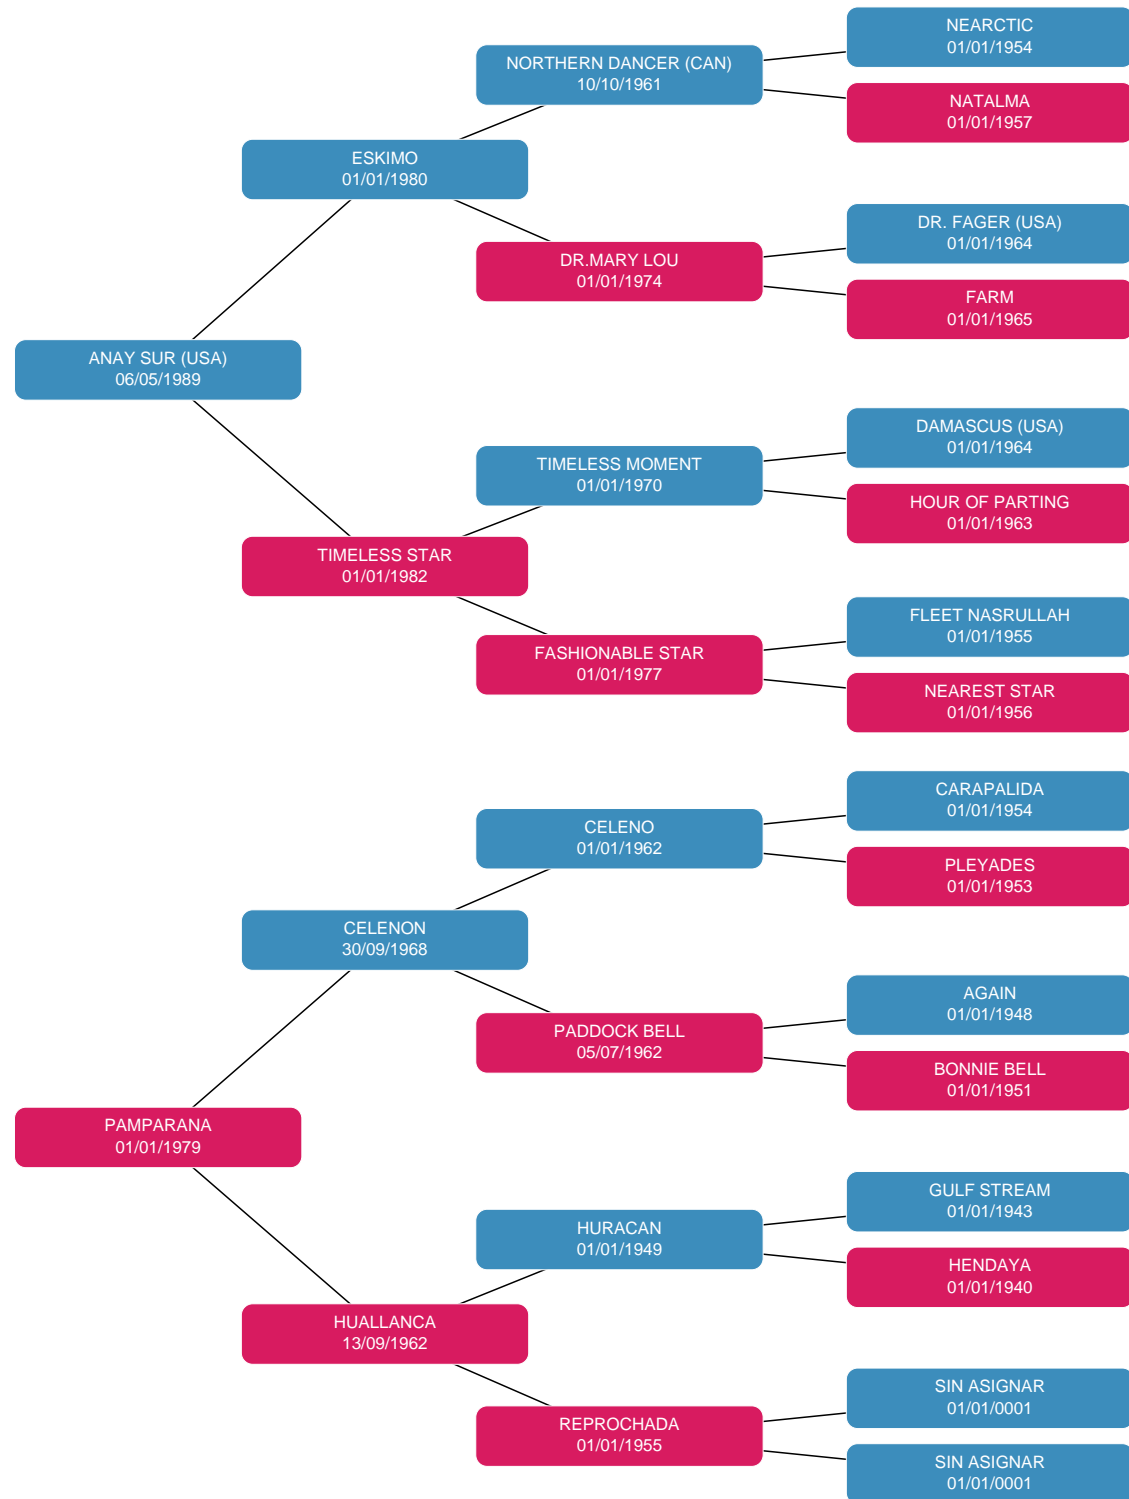 NEARCTIC
01/01/1954
NORTHERN DANCER (CAN)
10/10/1961
NATALMA
01/01/1957
ESKIMO
01/01/1980
DR. FAGER (USA)
01/01/1964
DR.MARY LOU
01/01/1974
FARM
01/01/1965
ANAY SUR (USA)
06/05/1989
DAMASCUS (USA)
01/01/1964
TIMELESS MOMENT
01/01/1970
HOUR OF PARTING
01/01/1963
TIMELESS STAR
01/01/1982
FLEET NASRULLAH
01/01/1955
FASHIONABLE STAR
01/01/1977
NEAREST STAR
01/01/1956
CARAPALIDA
01/01/1954
CELENO
01/01/1962
PLEYADES
01/01/1953
CELENON
30/09/1968
AGAIN
01/01/1948
PADDOCK BELL
05/07/1962
BONNIE BELL
01/01/1951
PAMPARANA
01/01/1979
GULF STREAM
01/01/1943
HURACAN
01/01/1949
HENDAYA
01/01/1940
HUALLANCA
13/09/1962
SIN ASIGNAR
01/01/0001
REPROCHADA
01/01/1955
SIN ASIGNAR
01/01/0001